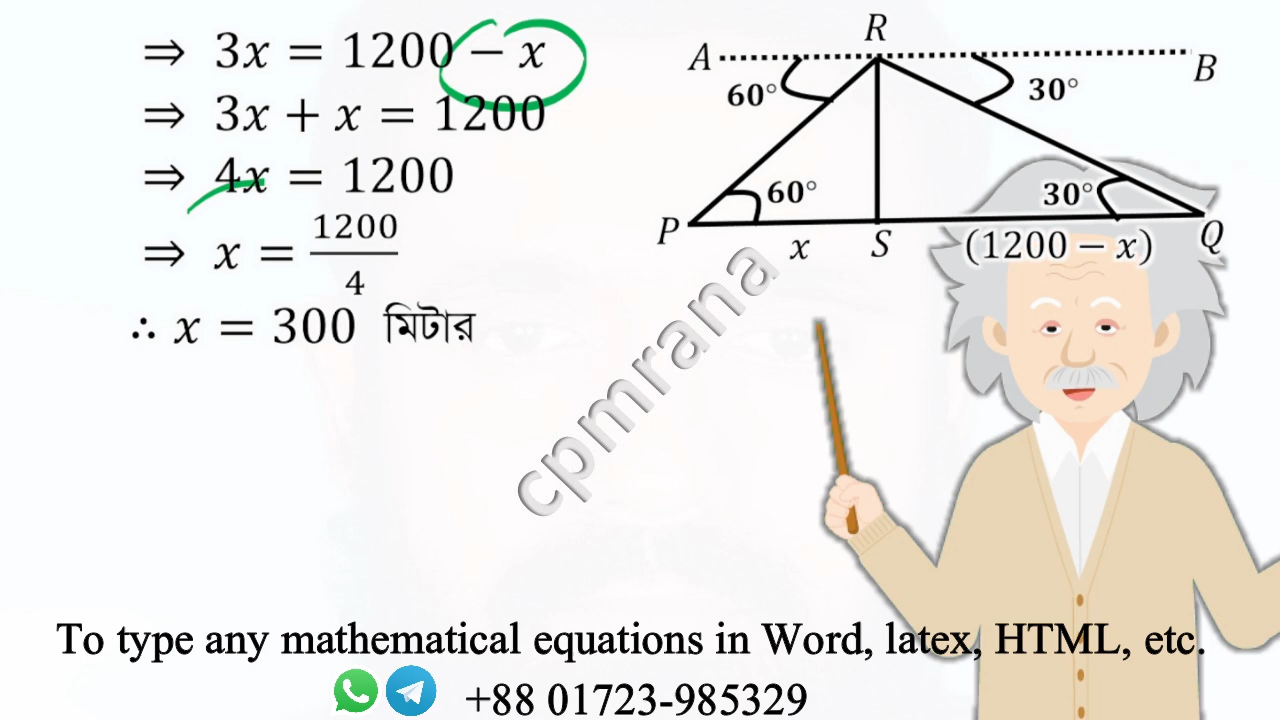 ⇒ 3x = 1200 − x
⇒ 3x + x = 1200
⇒ 4x = 1200
⇒ x = 1200/4
∴ x = 300 মিটার
R
A
B
60°
30°
60°
30°
P
x
S
(1200 − x)
Q
cpmrana
To type any mathematical equations in Word, latex, HTML, etc.
+88 01723-985329